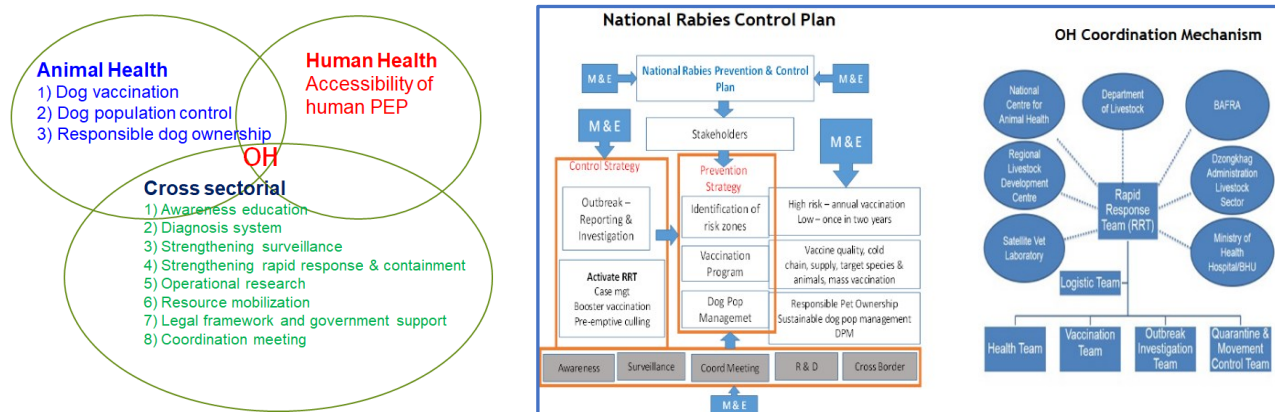 Animal Health
1) Dog vaccination
2) Dog population control
3) Responsible dog ownership
Human Health
Accessibility of
human PEP
OH
Cross sectorial
1) Awareness education
2) Diagnosis system
3) Strengthening surveillance
4) Strengthening rapid response & containment
5) Operational research
6) Resource mobilization
7) Legal framework and government support
8) Coordination meeting
National Rabies Control Plan
M & E
National Rabies Prevention & Control
Plan
M & E
Stakeholders
M & E
M & E
Control Strategy
Outbreak –
Reporting &
Investigation
Activate RRT
Case mgt
Booster vaccination
Pre-emptive culling
Prevention
Strategy
Identification of
risk zones
Vaccination
Program
Dog Pop
Managemet
High risk – annual vaccination
Low – once in two years
Vaccine quality, cold
chain, supply, target species &
animals, mass vaccination
Responsible Pet Ownership
Sustainable dog pop management
DPM
Awareness
Surveillance
Coord Meeting
R & D
Cross Border
M & E
OH Coordination Mechanism
National
Centre for
Animal Health
Department
of Livestock
BAFRA
Regional
Livestock
Development
Centre
Dzongkhag
Administration
Livestock
Sector
Rapid
Response
Team (RRT)
Satellite Vet
Laboratory
Ministry of
Health
Hospital/BHU
Logistic Team
Health Team
Vaccination
Team
Outbreak
Investigation
Team
Quarantine &
Movement
Control Team